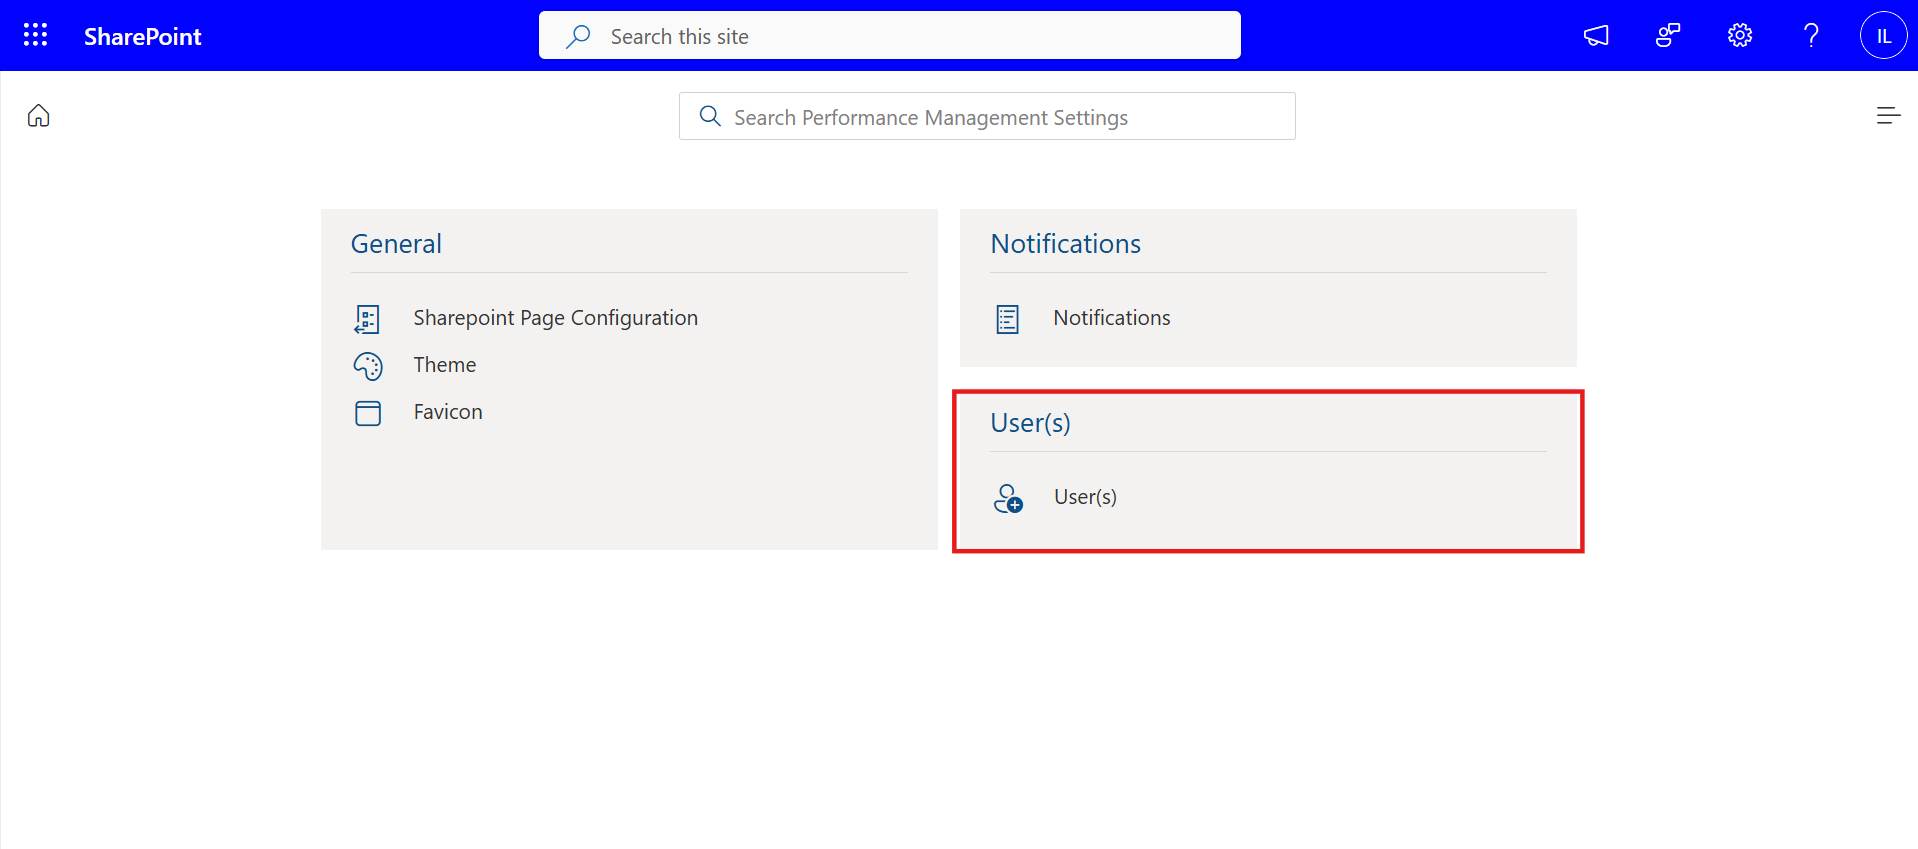 SharePoint
Search this site
IL
Search Performance Management Settings
General
Sharepoint Page Configuration
Theme
Favicon
Notifications
Notifications
User(s)
User(s)